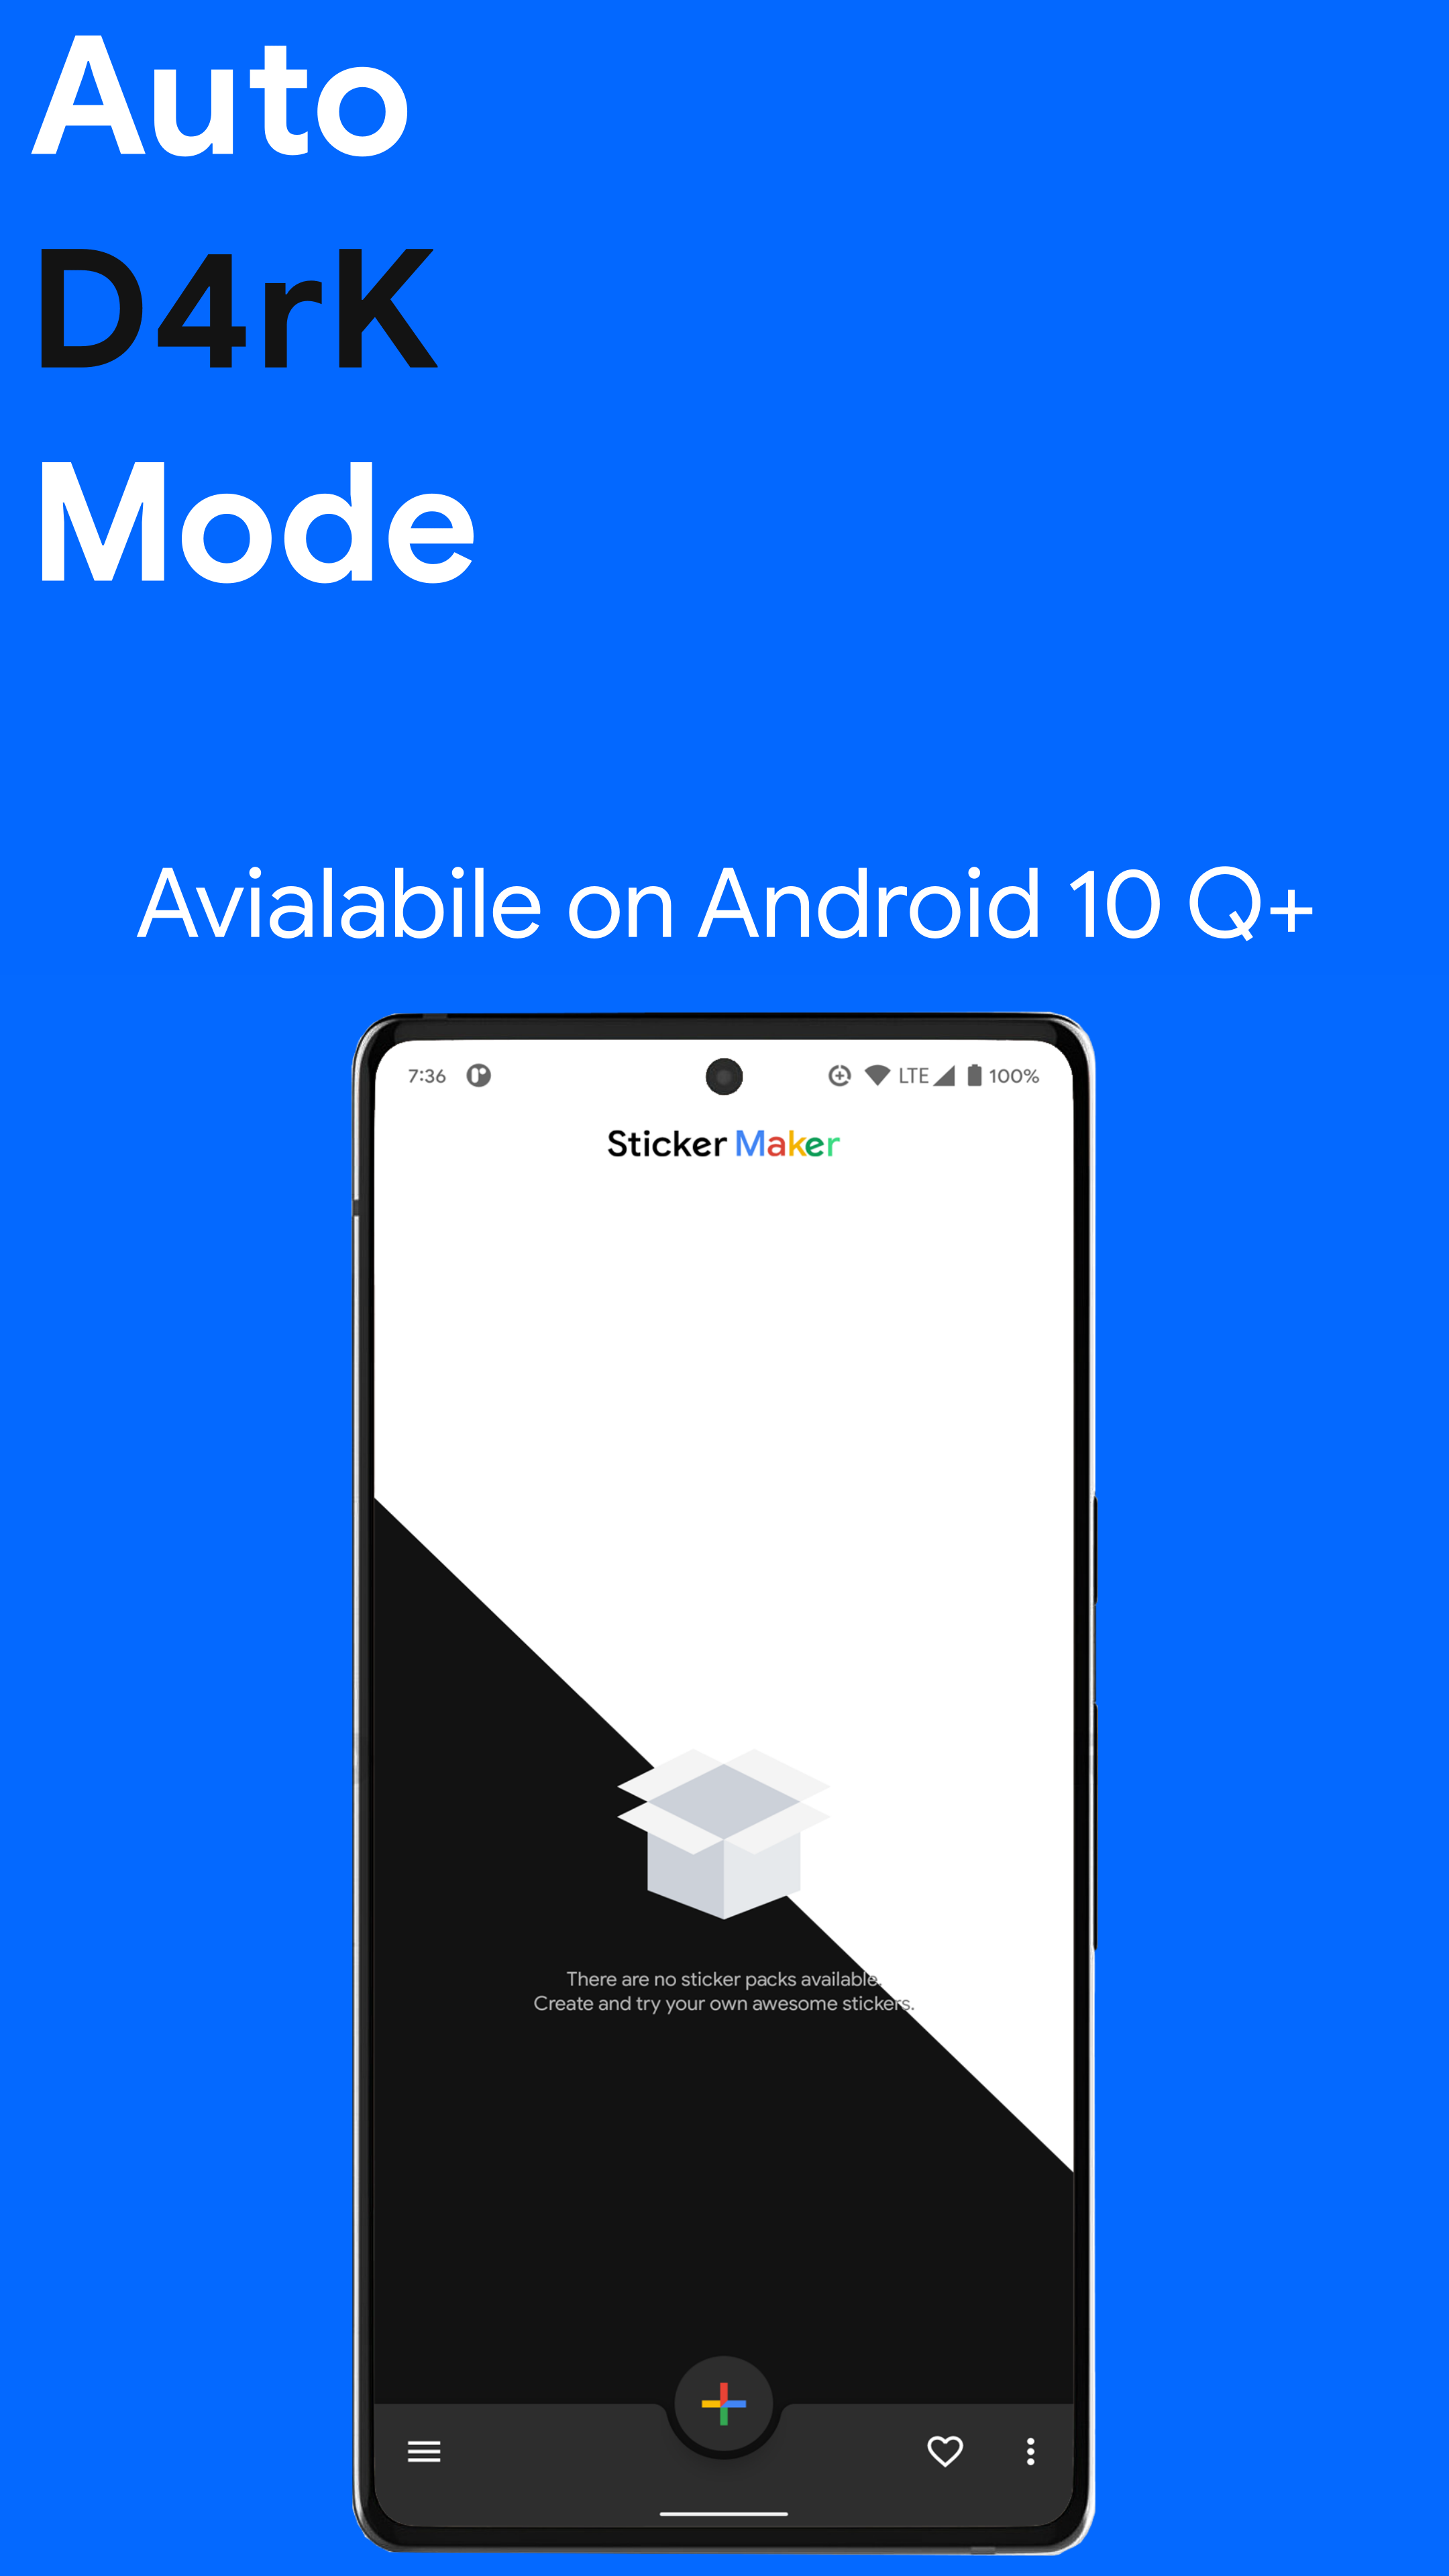 Auto
D4rK
Mode
Avialabile on Android 10 Q+
7:36 LTE 100%
Sticker Maker
There are no sticker packs available.
Create and try your own awesome stickers.